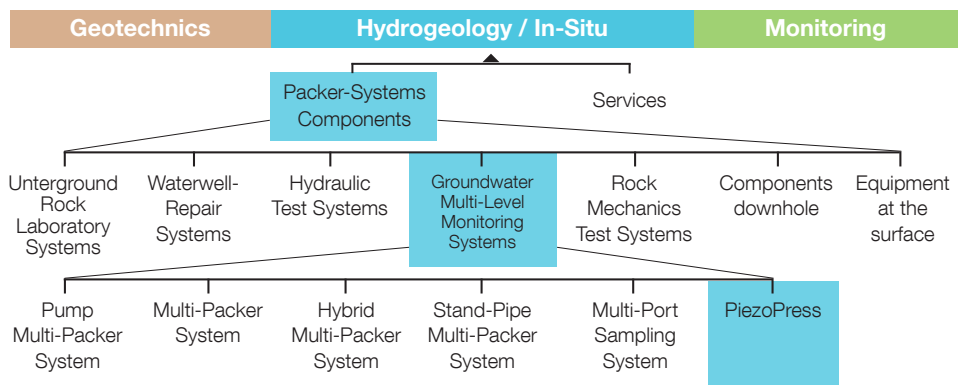 Geotechnics
Hydrogeology / In-Situ
Monitoring
Packer-Systems
Components
Services
Unterground
Rock
Laboratory
Systems
Waterwell-
Repair
Systems
Hydraulic
Test Systems
Groundwater
Multi-Level
Monitoring
Systems
Rock
Mechanics
Test Systems
Components
downhole
Equipment
at the
surface
Pump
Multi-Packer
System
Multi-Packer
System
Hybrid
Multi-Packer
System
Stand-Pipe
Multi-Packer
System
Multi-Port
Sampling
System
PiezoPress